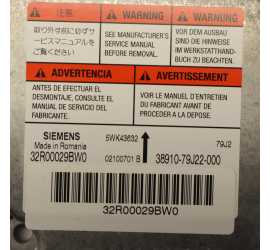 ⚠ 注意 ⚠ WARNING ⚠ WARNUNG
取り外す前に必ずサ
ービスマニュアルを
ご覧ください
SEE MANUFACTURER'S
SERVICE MANUAL
BEFORE REMOVAL.
VOR DEM AUSBAU
SIND DIE HINWEISE
IM WERKSTATTHAND-
BUCH ZU BEACHTEN.
⚠ ADVERTENCIA ⚠ AVERTISSEMENT
ANTES DE EFECTUAR EL
DESMONTAJE, CONSULTE EL
MANUAL DE SERVICIO DEL
FABRICANTE.
VOIR LE MANUEL D'ENTRETIEN
DU FABRICANT AVANT DE
PROCEDER A LA DEPOSE.
SIEMENS 5WK43632 79J2
Made in Romania
32R00029BW0 02100701 B 38910-79J22-000
32R00029BW0